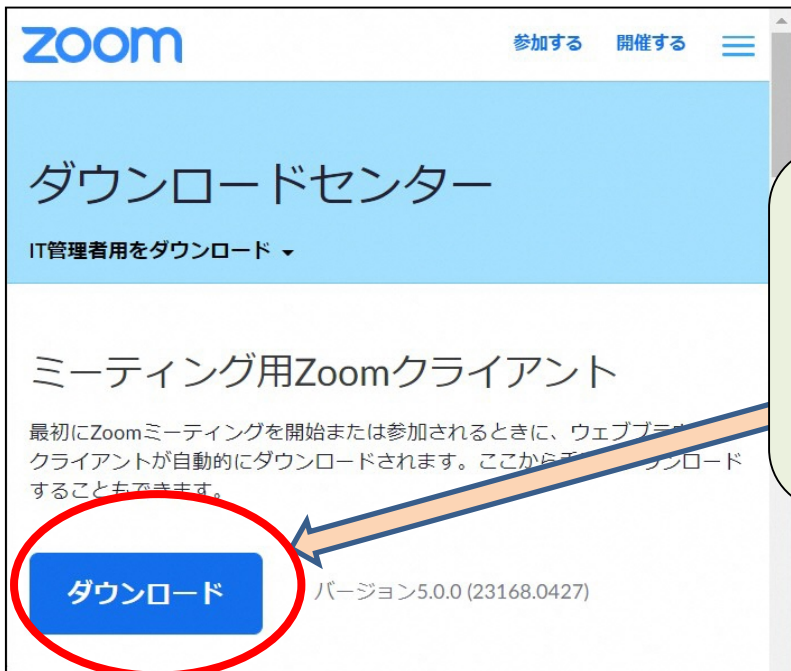 zoom
参加する 開催する
ダウンロードセンター
IT管理者用をダウンロード
ミーティング用Zoomクライアント
最初にZoomミーティングを開始または参加されるときに、ウェブブラウ
クライアントが自動的にダウンロードされます。ここから ウンロード
することもできます。
ダウンロード バージョン5.0.0 (23168.0427)